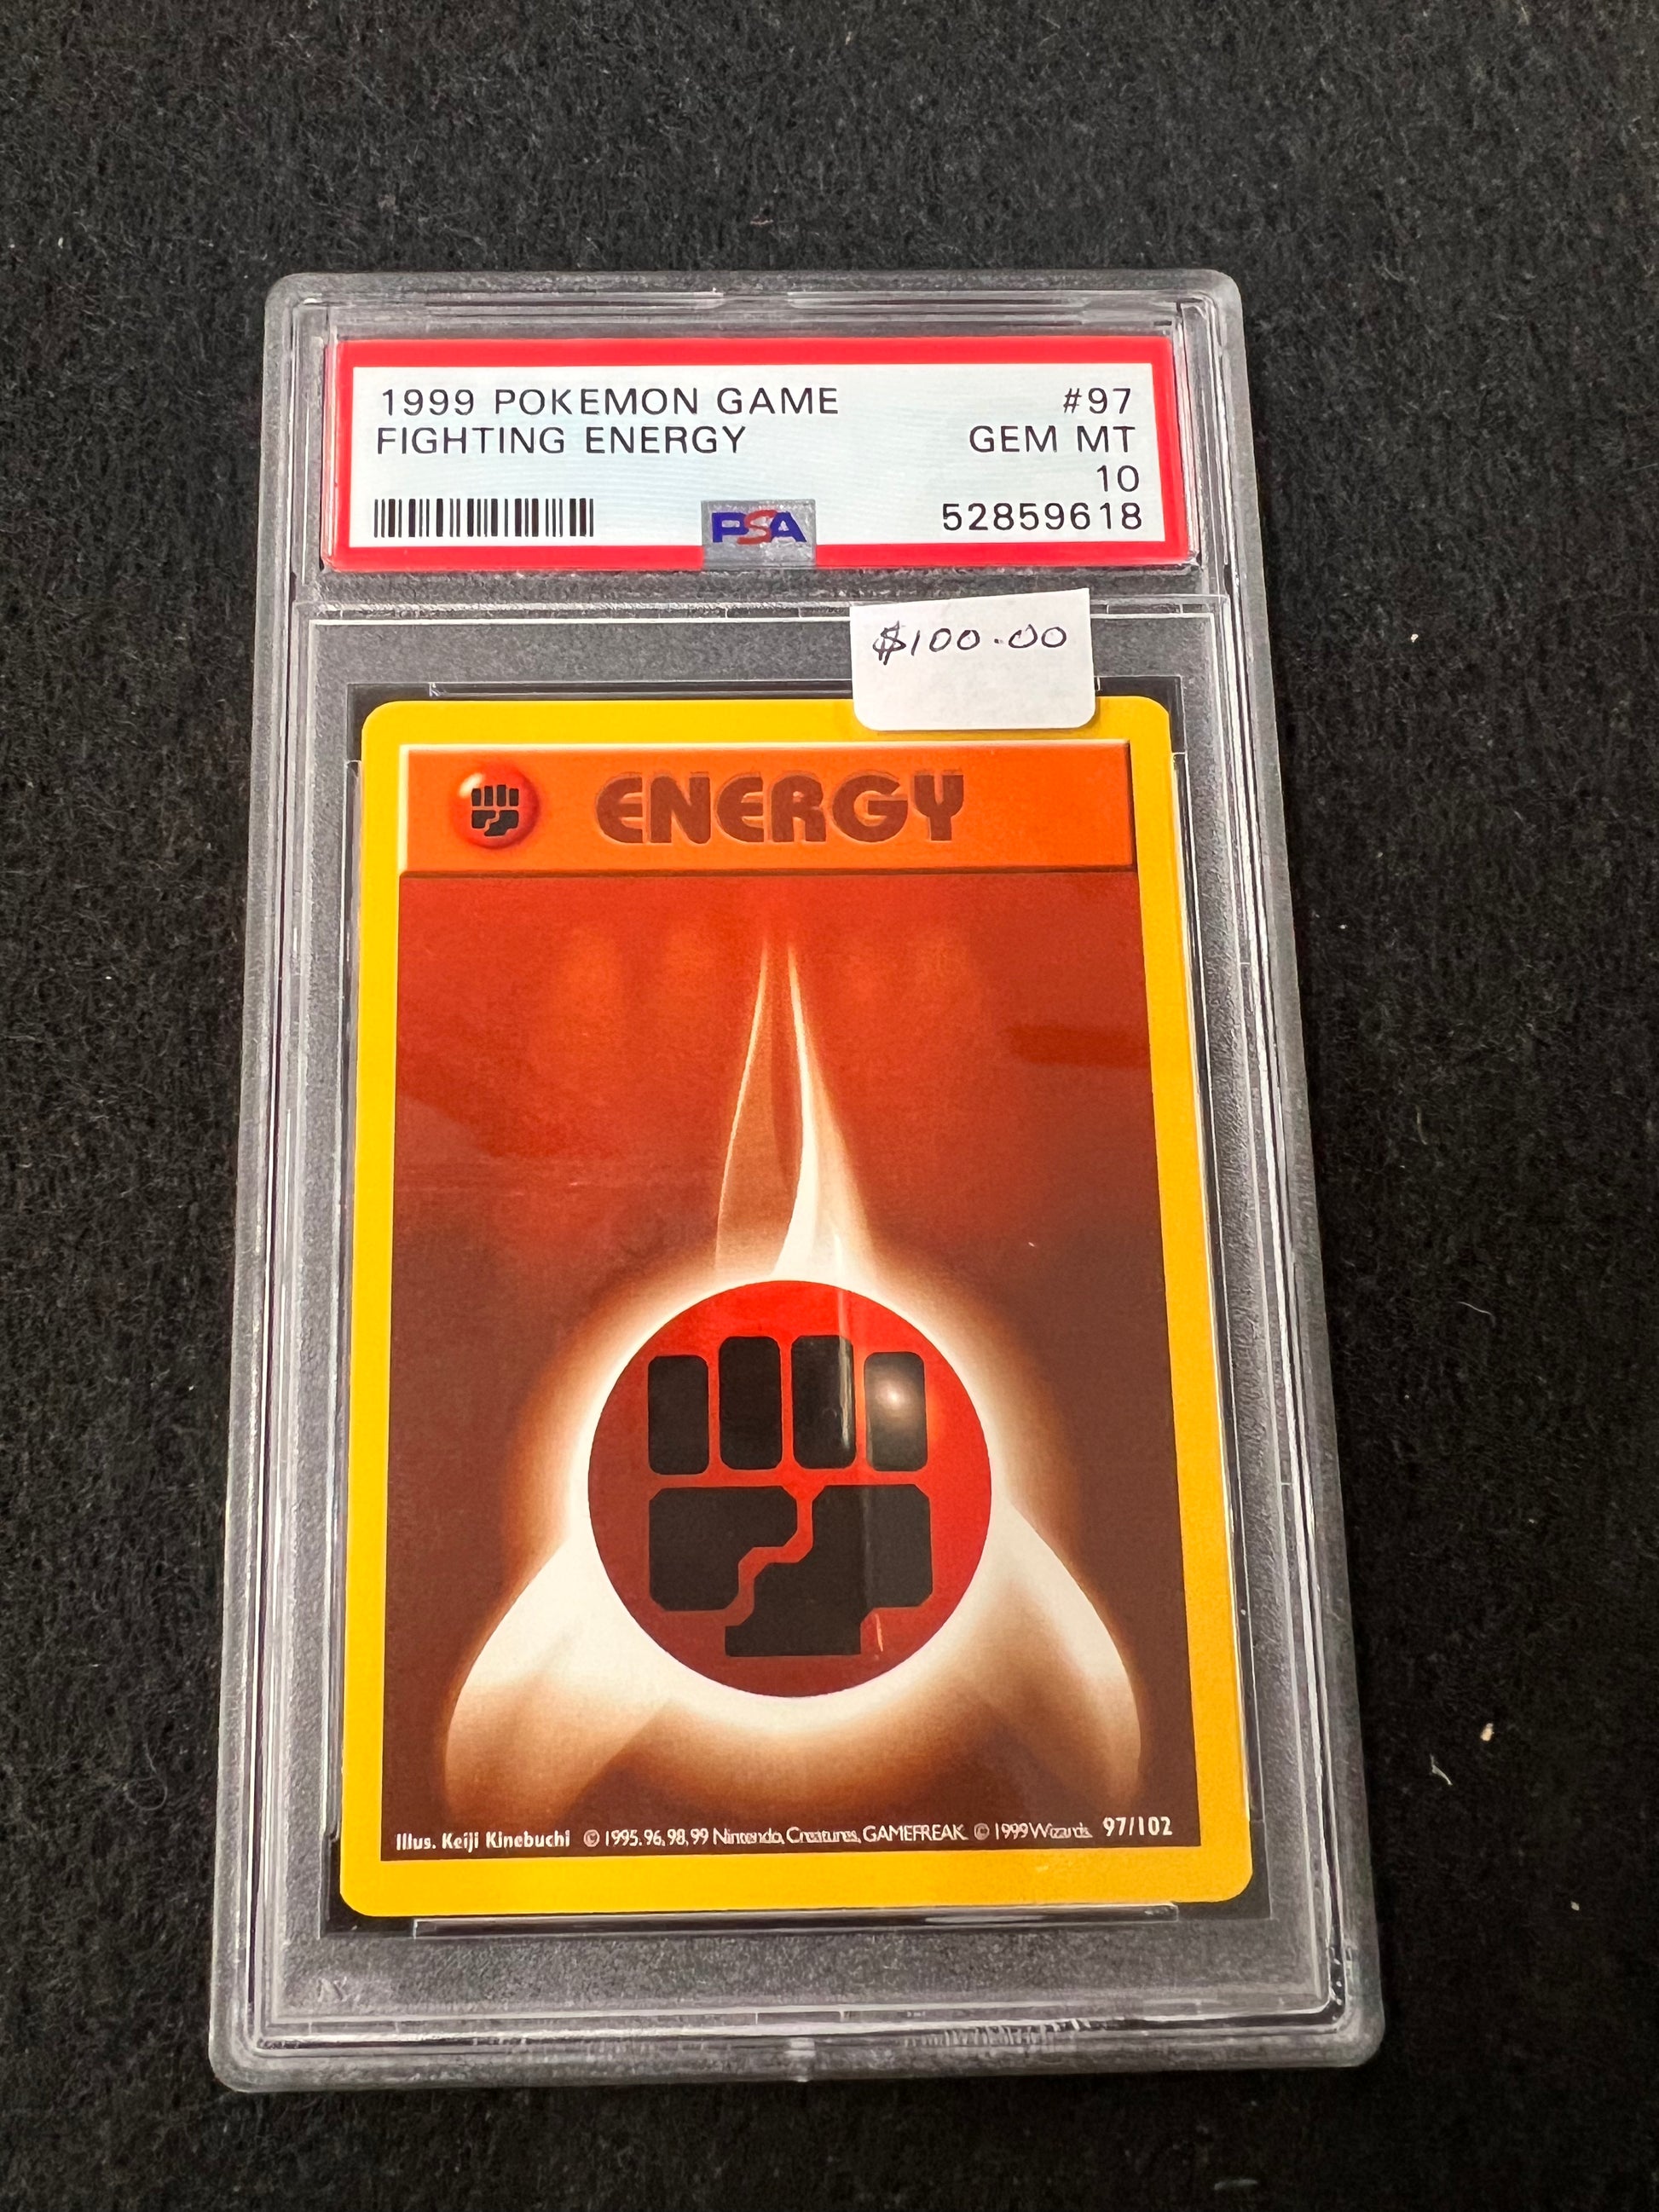 1999 POKEMON GAME #97
FIGHTING ENERGY GEM MT
10
PSA 52859618
$100.00
ENERGY
Illus. Keiji Kinebuchi © 1995, 96, 98, 99 Nintendo, Creatures, GAMEFREAK. © 1999 Wizards. 97/102